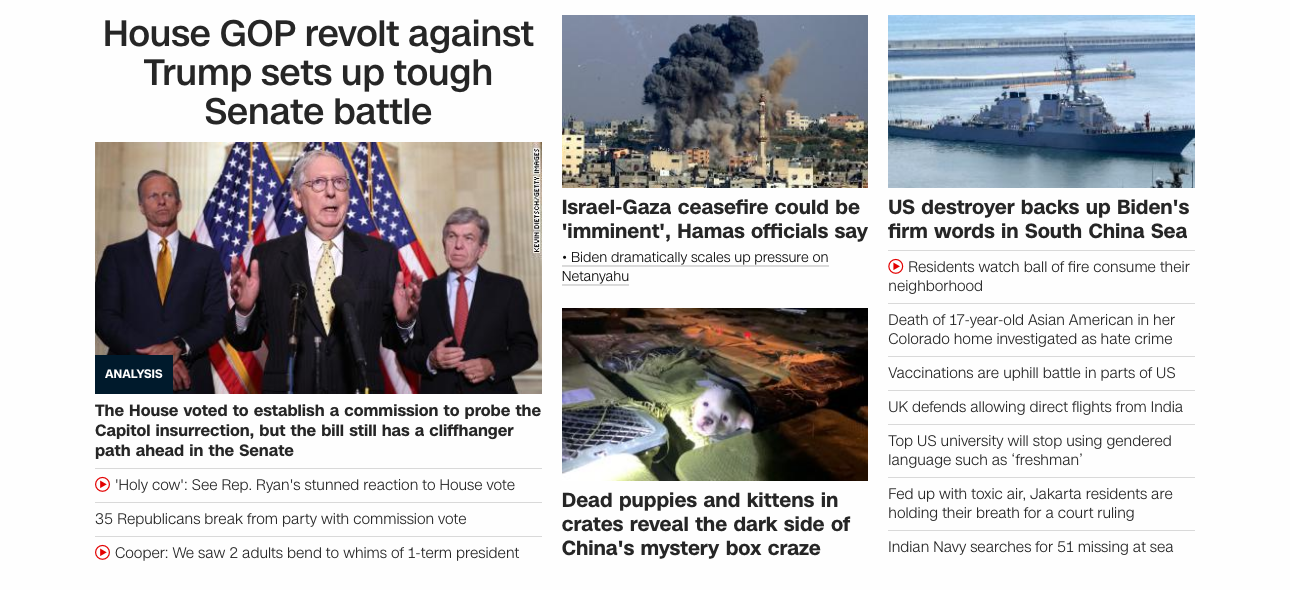 House GOP revolt against
Trump sets up tough
Senate battle
KEVIN DIETSCH/GETTY IMAGES
ANALYSIS
The House voted to establish a commission to probe the
Capitol insurrection, but the bill still has a cliffhanger
path ahead in the Senate
'Holy cow': See Rep. Ryan's stunned reaction to House vote
35 Republicans break from party with commission vote
Cooper: We saw 2 adults bend to whims of 1-term president
Israel-Gaza ceasefire could be
'imminent', Hamas officials say
• Biden dramatically scales up pressure on
Netanyahu
Dead puppies and kittens in
crates reveal the dark side of
China's mystery box craze
US destroyer backs up Biden's
firm words in South China Sea
Residents watch ball of fire consume their
neighborhood
Death of 17-year-old Asian American in her
Colorado home investigated as hate crime
Vaccinations are uphill battle in parts of US
UK defends allowing direct flights from India
Top US university will stop using gendered
language such as ‘freshman’
Fed up with toxic air, Jakarta residents are
holding their breath for a court ruling
Indian Navy searches for 51 missing at sea